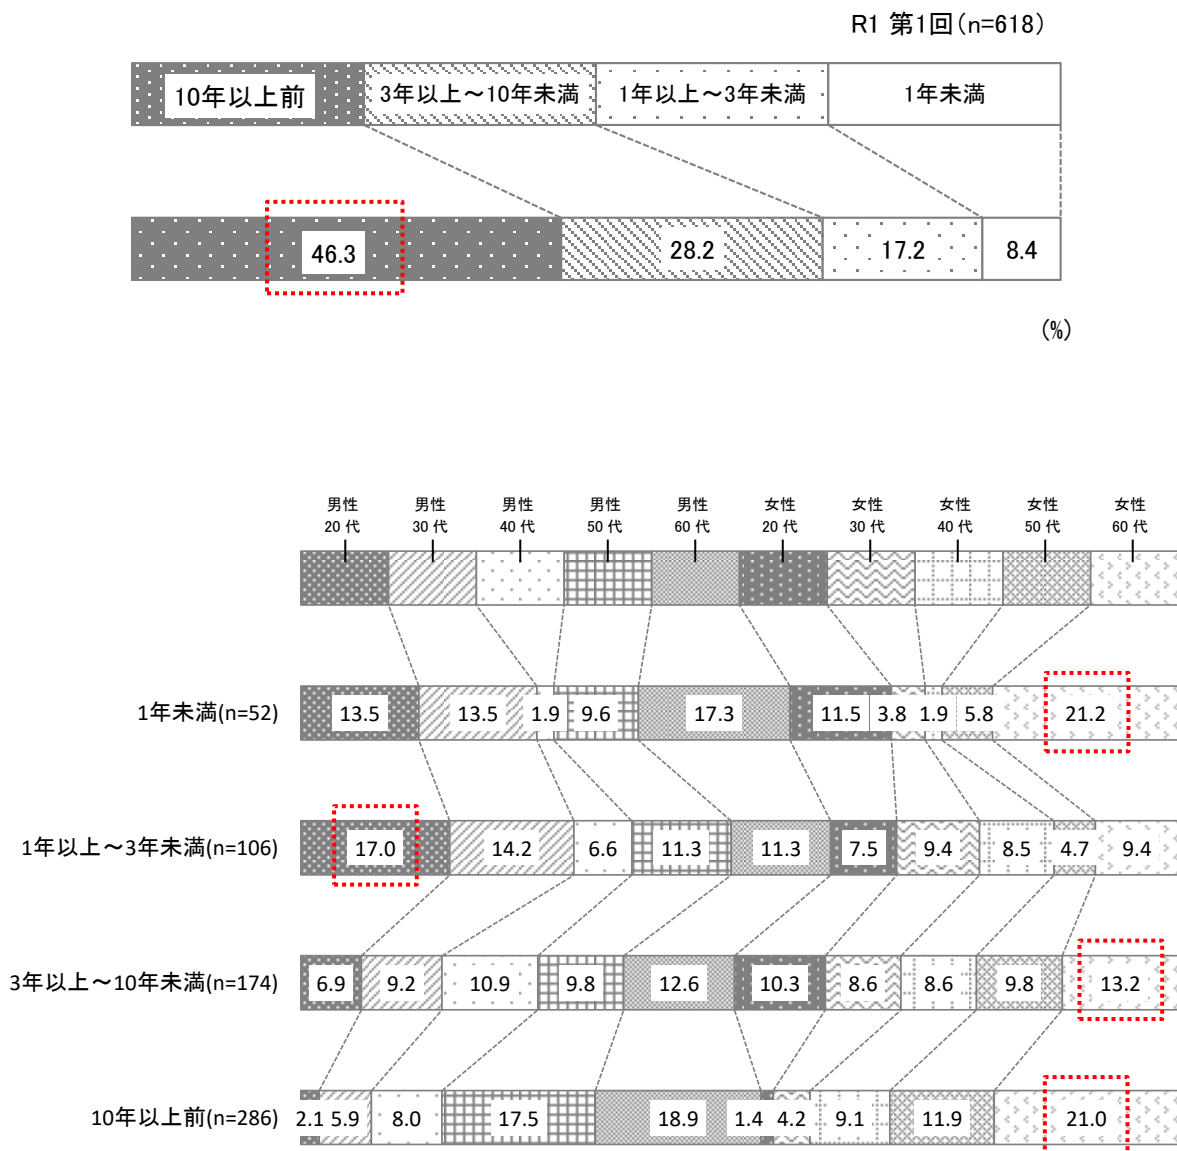 R1 第1回(n=618)
10年以上前 3年以上～10年未満 1年以上～3年未満 1年未満
46.3 28.2 17.2 8.4
(%)
男性 男性 男性 男性 男性 女性 女性 女性 女性 女性
20 代 30 代 40 代 50 代 60 代 20 代 30 代 40 代 50 代 60 代
1年未満(n=52) 13.5 13.5 1.9 9.6 17.3 11.5 3.8 1.9 5.8 21.2
1年以上～3年未満(n=106) 17.0 14.2 6.6 11.3 11.3 7.5 9.4 8.5 4.7 9.4
3年以上～10年未満(n=174) 6.9 9.2 10.9 9.8 12.6 10.3 8.6 8.6 9.8 13.2
10年以上前(n=286) 2.1 5.9 8.0 17.5 18.9 1.4 4.2 9.1 11.9 21.0